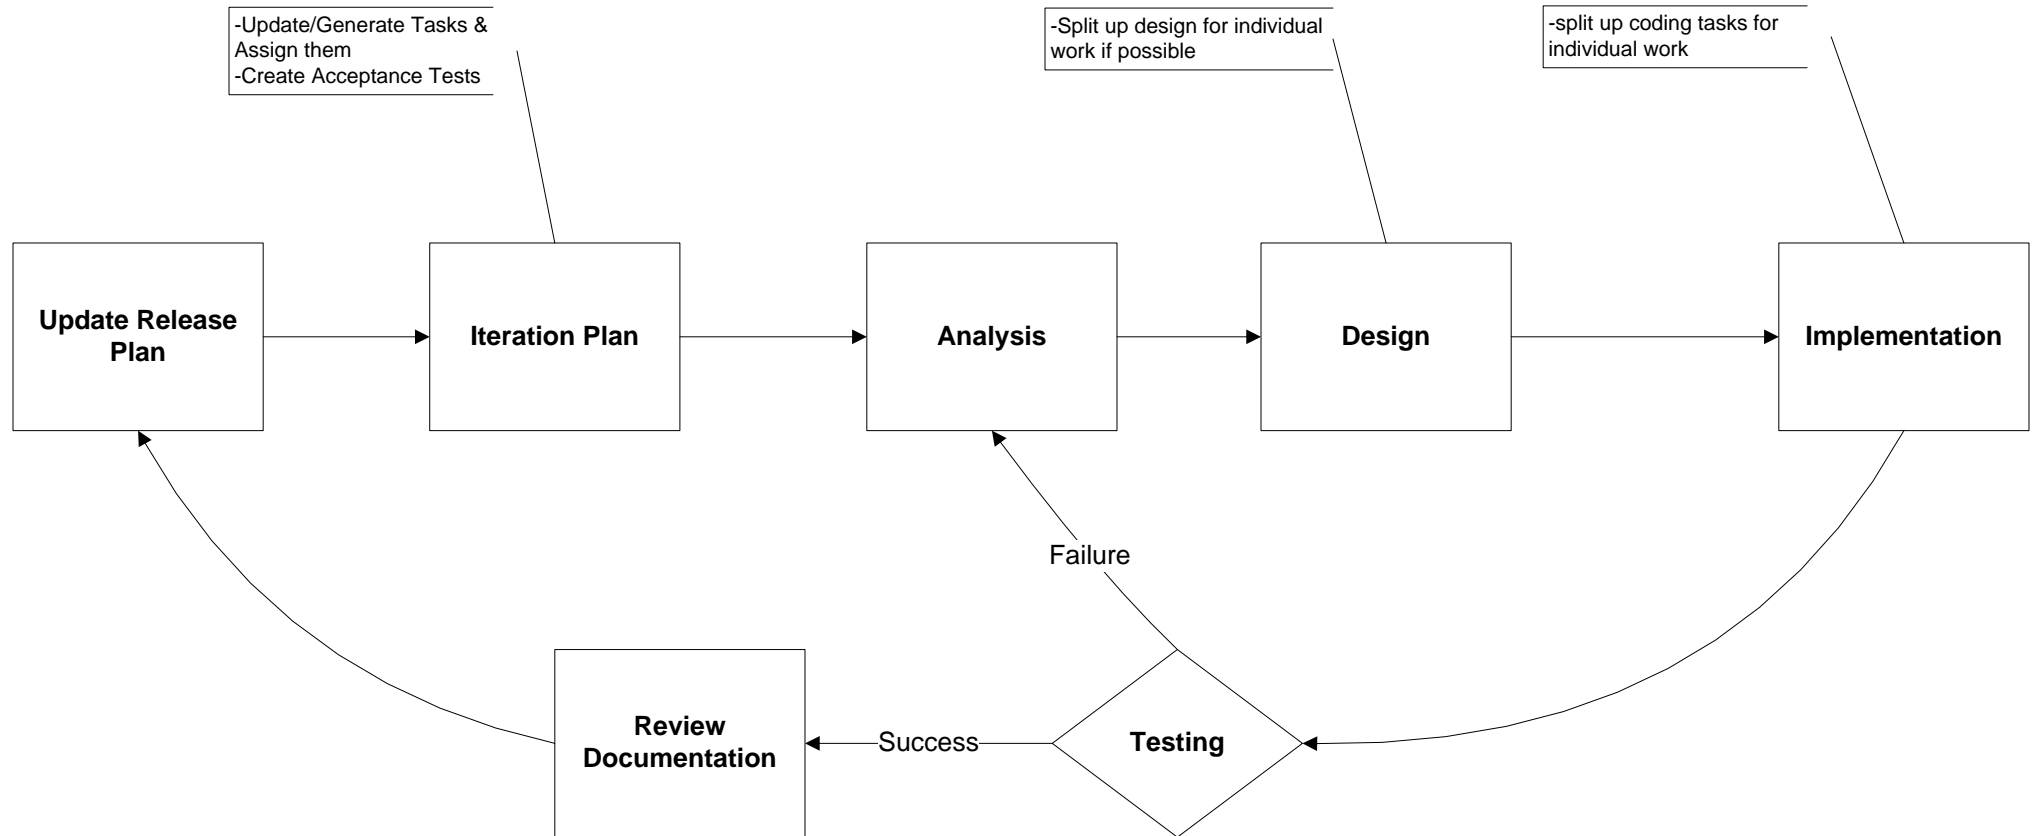 -Update/Generate Tasks &
Assign them
-Create Acceptance Tests
-Split up design for individual
work if possible
-split up coding tasks for
individual work
Update Release
Plan
Iteration Plan
Analysis
Design
Implementation
Failure
Review
Documentation
Success
Testing